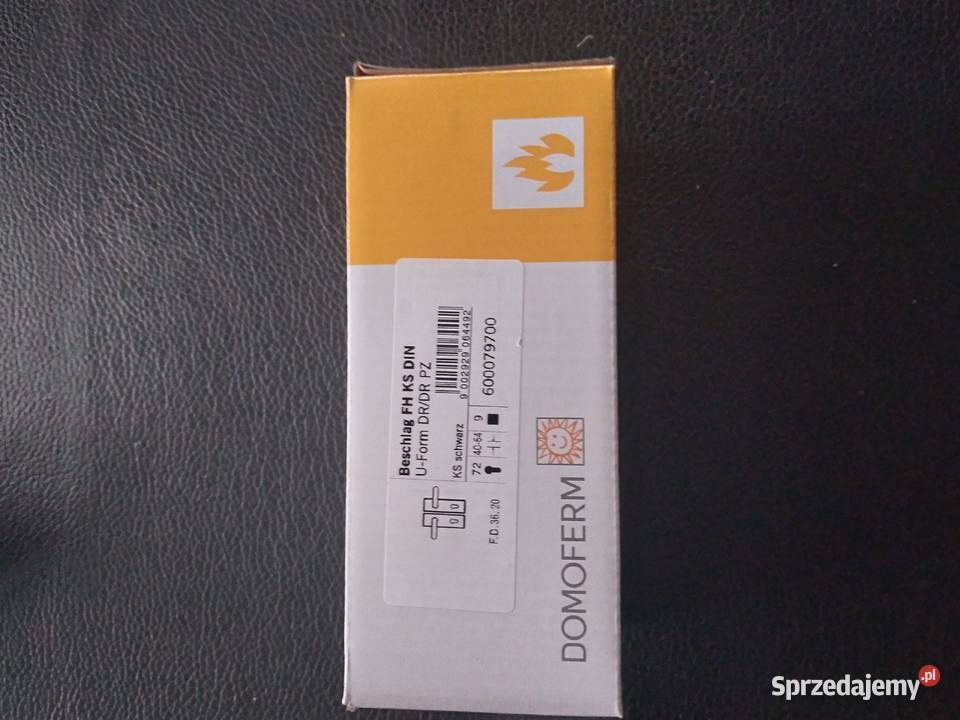 Beschlag FH KS DIN
U-Form DR/DR PZ
KS schwarz
9 002929 064492
72 40-64 9
600079700
F.D.36.20
DOMOFERM
Sprzedajemy.pl